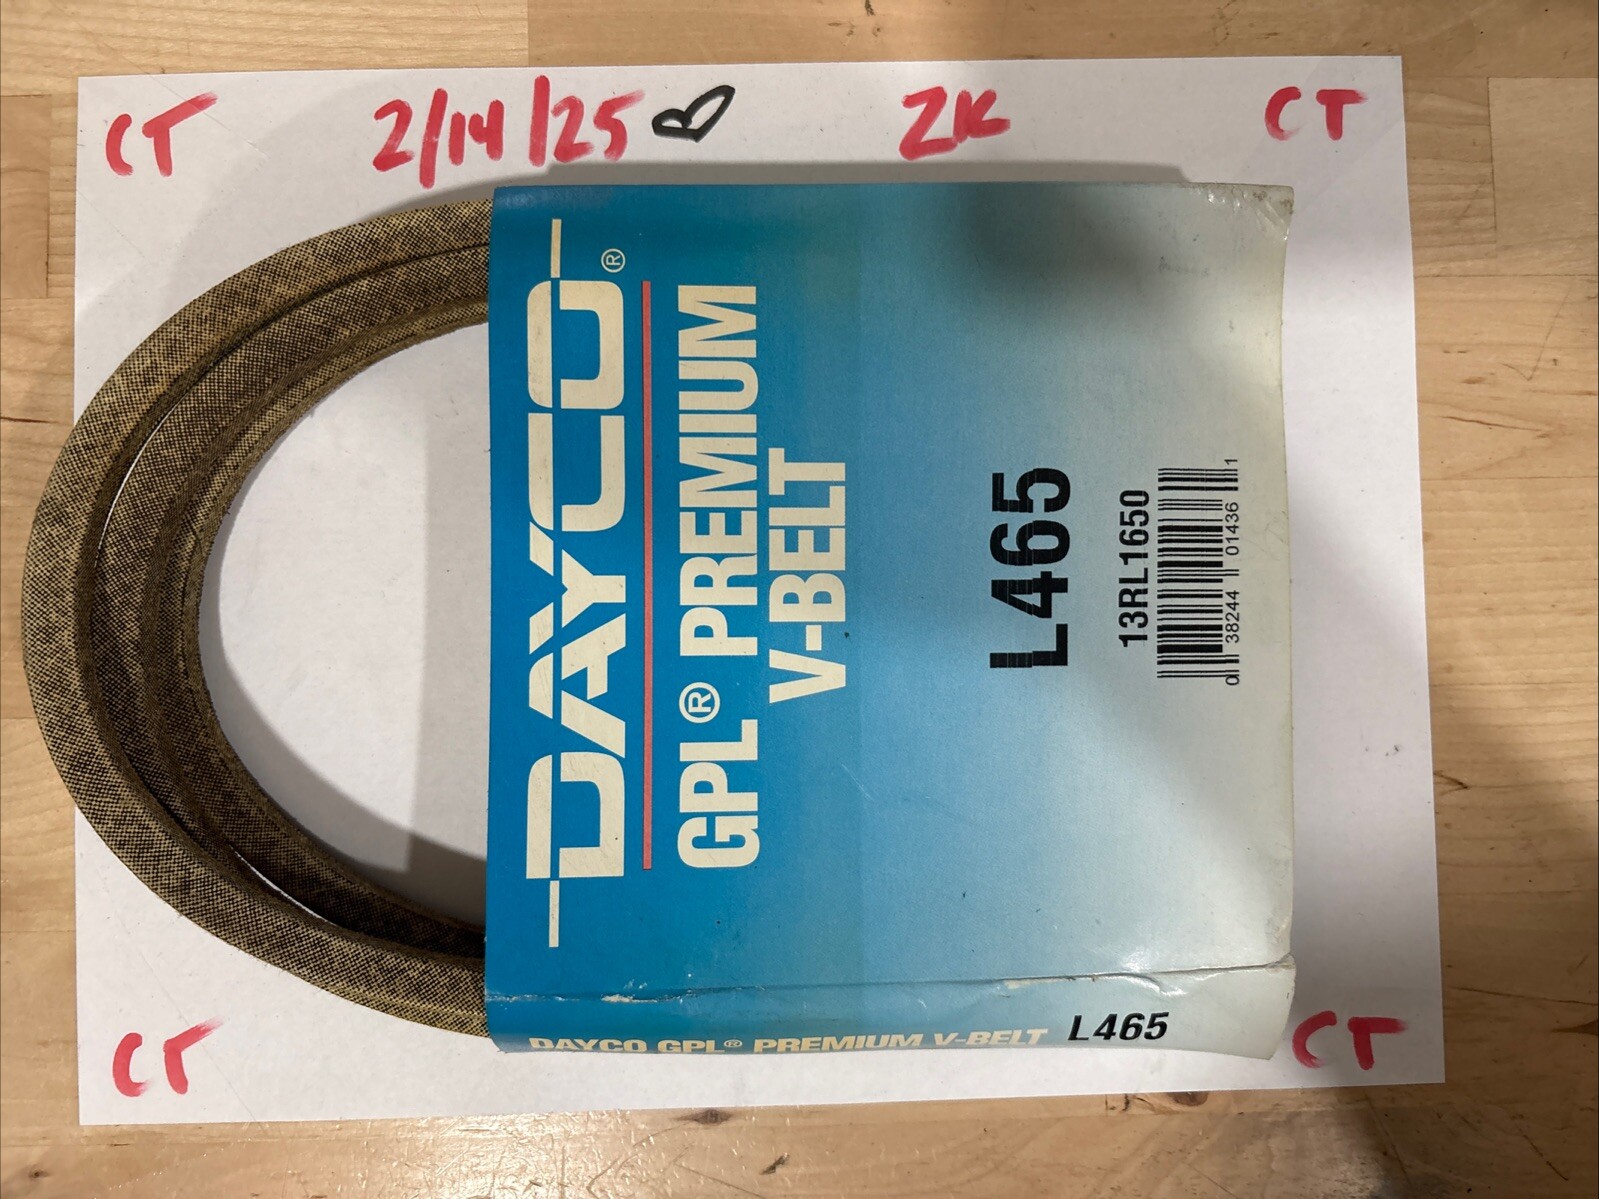 CT 2/14/25 ZK CT
DAYCO®
GPL® PREMIUM
V-BELT
L465
13RL1650
0 38244 01436 1
DAYCO GPL® PREMIUM V-BELT L465
CT CT